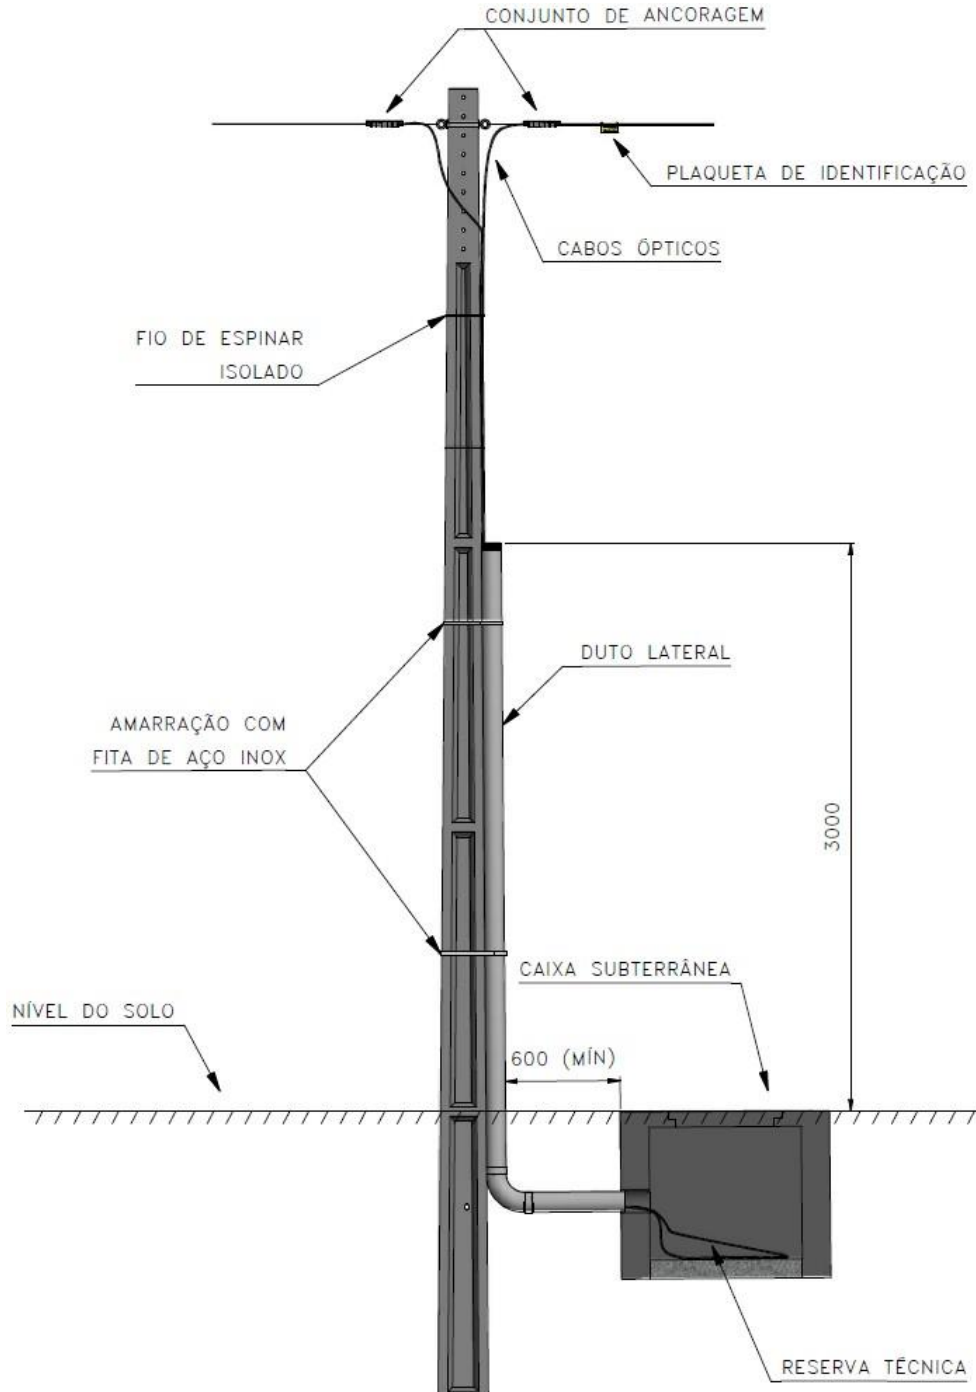 CONJUNTO DE ANCORAGEM
PLAQUETA DE IDENTIFICAÇÃO
CABOS ÓPTICOS
FIO DE ESPINAR
ISOLADO
DUTO LATERAL
AMARRAÇÃO COM
FITA DE AÇO INOX
3000
CAIXA SUBTERRÂNEA
NÍVEL DO SOLO
600 (MÍN)
RESERVA TÉCNICA